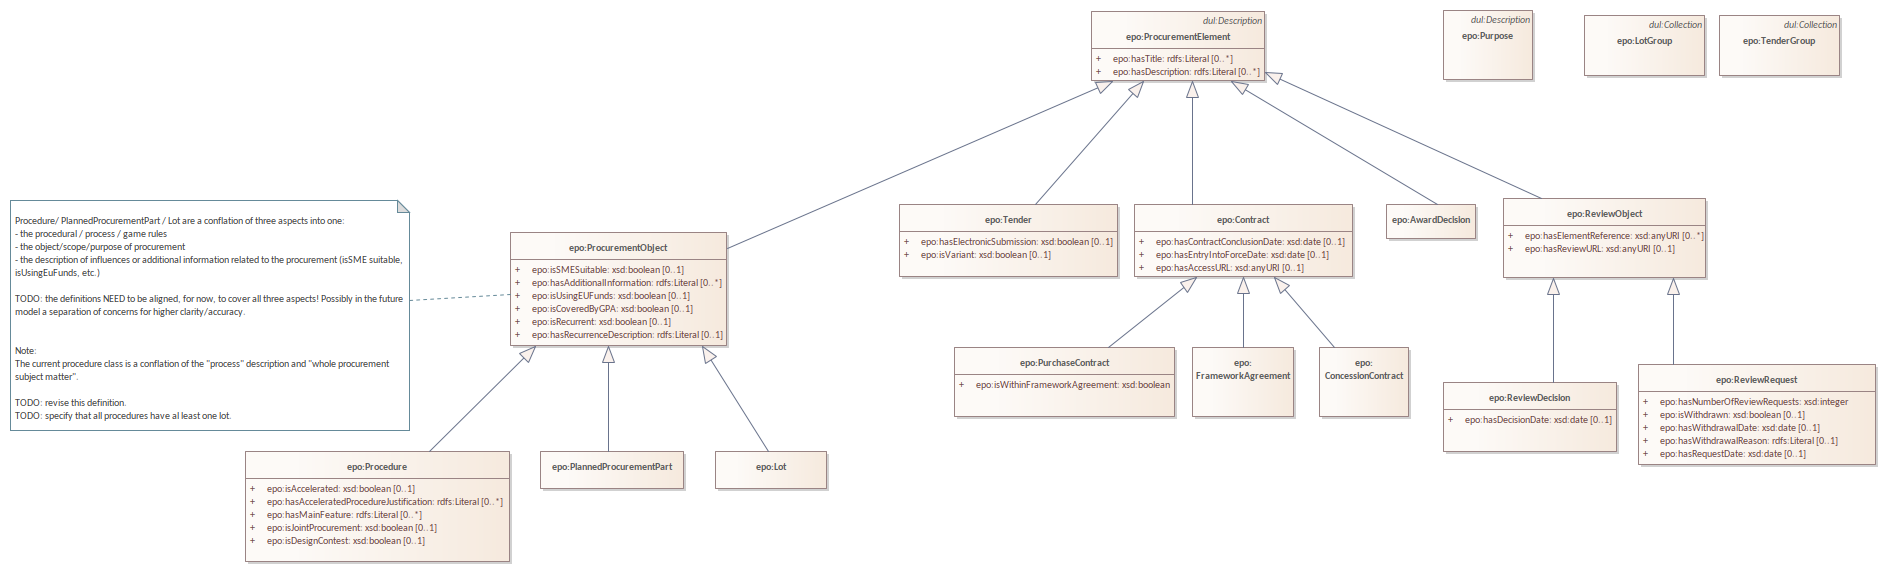 dul:Description
epo:ProcurementElement
+ epo:hasTitle: rdfs:Literal [0..*]
+ epo:hasDescription: rdfs:Literal [0..*]
dul:Description
epo:Purpose
dul:Collection
epo:LotGroup
dul:Collection
epo:TenderGroup
Procedure/ PlannedProcurementPart / Lot are a conflation of three aspects into one:
- the procedural / process / game rules
- the object/scope/purpose of procurement
- the description of influences or additional information related to the procurement (isSME suitable,
isUsingEuFunds, etc.)
TODO: the definitions NEED to be aligned, for now, to cover all three aspects! Possibly in the future
model a separation of concerns for higher clarity/accuracy.
Note:
The current procedure class is a conflation of the "process" description and "whole procurement
subject matter".
TODO: revise this definition.
TODO: specify that all procedures have al least one lot.
epo:ProcurementObject
+ epo:isSMESuitable: xsd:boolean [0..1]
+ epo:hasAdditionalInformation: rdfs:Literal [0..*]
+ epo:isUsingEUFunds: xsd:boolean [0..1]
+ epo:isCoveredByGPA: xsd:boolean [0..1]
+ epo:isRecurrent: xsd:boolean [0..1]
+ epo:hasRecurrenceDescription: rdfs:Literal [0..1]
epo:Tender
+ epo:hasElectronicSubmission: xsd:boolean [0..1]
+ epo:isVariant: xsd:boolean [0..1]
epo:Contract
+ epo:hasContractConclusionDate: xsd:date [0..1]
+ epo:hasEntryIntoForceDate: xsd:date [0..1]
+ epo:hasAccessURL: xsd:anyURI [0..1]
epo:AwardDecision
epo:ReviewObject
+ epo:hasElementReference: xsd:anyURI [0..*]
+ epo:hasReviewURL: xsd:anyURI [0..1]
epo:PurchaseContract
+ epo:isWithinFrameworkAgreement: xsd:boolean
epo:
FrameworkAgreement
epo:
ConcessionContract
epo:ReviewDecision
+ epo:hasDecisionDate: xsd:date [0..1]
epo:ReviewRequest
+ epo:hasNumberOfReviewRequests: xsd:integer
+ epo:isWithdrawn: xsd:boolean [0..1]
+ epo:hasWithdrawalDate: xsd:date [0..1]
+ epo:hasWithdrawalReason: rdfs:Literal [0..1]
+ epo:hasRequestDate: xsd:date [0..1]
epo:Procedure
+ epo:isAccelerated: xsd:boolean [0..1]
+ epo:hasAcceleratedProcedureJustification: rdfs:Literal [0..*]
+ epo:hasMainFeature: rdfs:Literal [0..*]
+ epo:isJointProcurement: xsd:boolean [0..1]
+ epo:isDesignContest: xsd:boolean [0..1]
epo:PlannedProcurementPart
epo:Lot